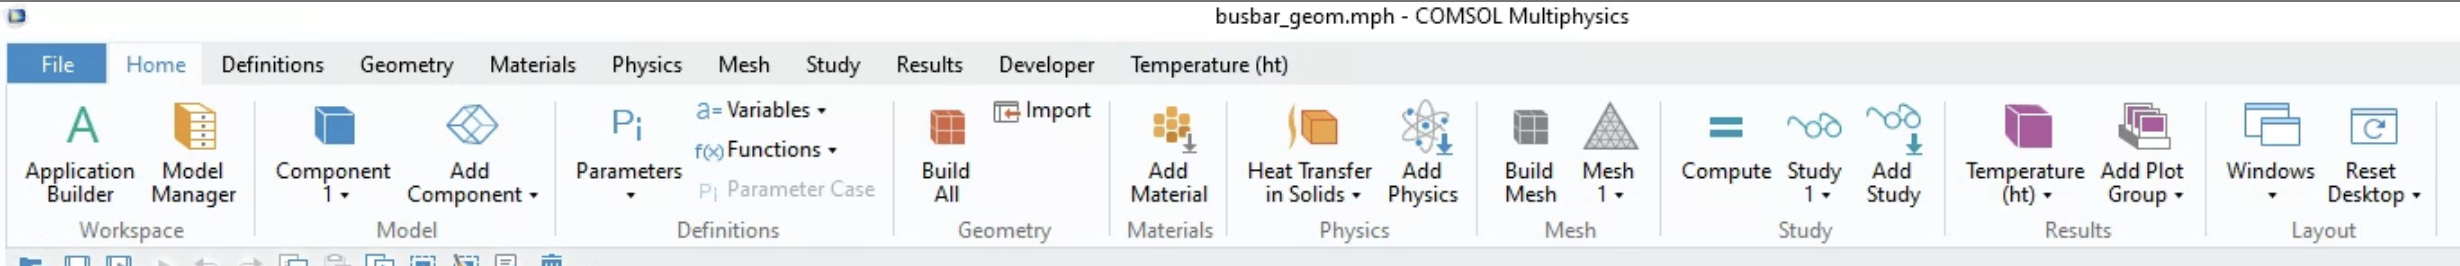 busbar_geom.mph - COMSOL Multiphysics
File Home Definitions Geometry Materials Physics Mesh Study Results Developer Temperature (ht)
Application Builder
Model Manager
Workspace
Component 1
Add Component
Model
Pi
Parameters
a= Variables
f(x) Functions
Pi Parameter Case
Definitions
Build All
Import
Geometry
Add Material
Materials
Heat Transfer in Solids
Add Physics
Physics
Build Mesh
Mesh 1
Mesh
Compute
Study 1
Add Study
Study
Temperature (ht)
Add Plot Group
Results
Windows
Reset Desktop
Layout